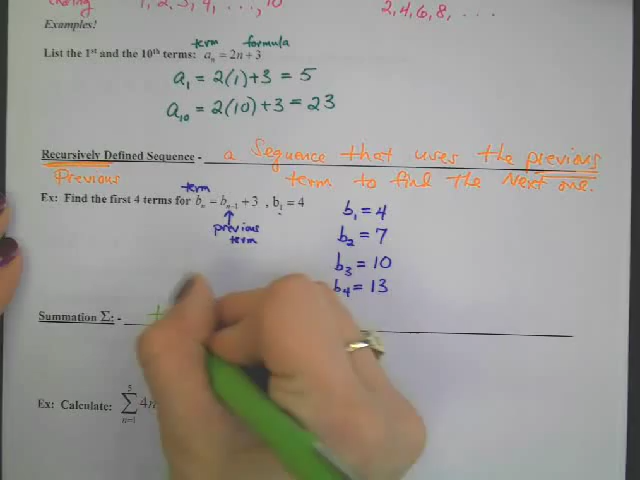 1, 2, 3, 4, . . . , 10
2, 4, 6, 8, . . .
Examples!
term formula
List the 1st and the 10th terms: aₙ = 2n + 3
a₁ = 2(1)+3 = 5
a₁₀ = 2(10)+3 = 23
Recursively Defined Sequence - a sequence that uses the previous
Previous term to find the next one.
term
Ex: Find the first 4 terms for bₙ = bₙ₋₁ + 3 , b₁ = 4
previous
term
b₁ = 4
b₂ = 7
b₃ = 10
b₄ = 13
Summation Σ: -
Ex: Calculate: 5 ∑ n=1 4n